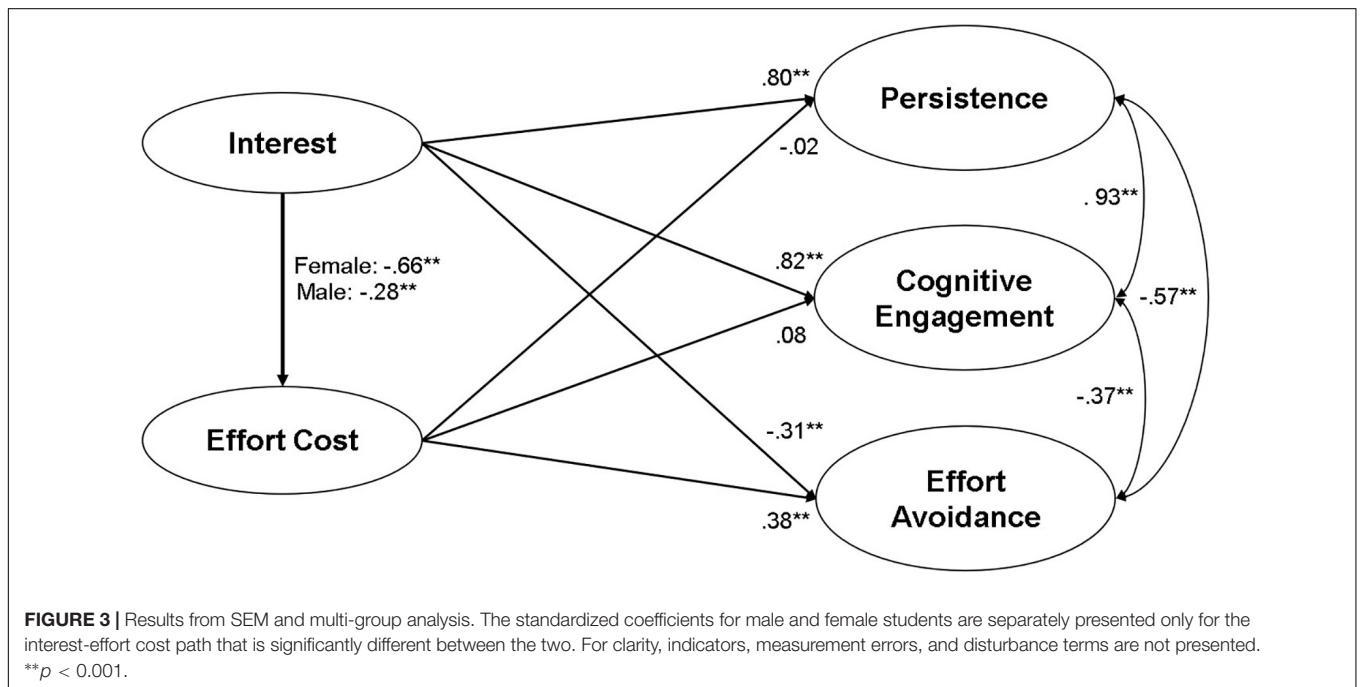 .80**
Persistence
Interest
-.02
. 93**
Female: -.66**
Male: -.28**
.82**
Cognitive
Engagement
-.57**
.08
-.37**
-.31**
Effort Cost
Effort
Avoidance
.38**
FIGURE 3 | Results from SEM and multi-group analysis. The standardized coefficients for male and female students are separately presented only for the
interest-effort cost path that is significantly different between the two. For clarity, indicators, measurement errors, and disturbance terms are not presented.
**p < 0.001.